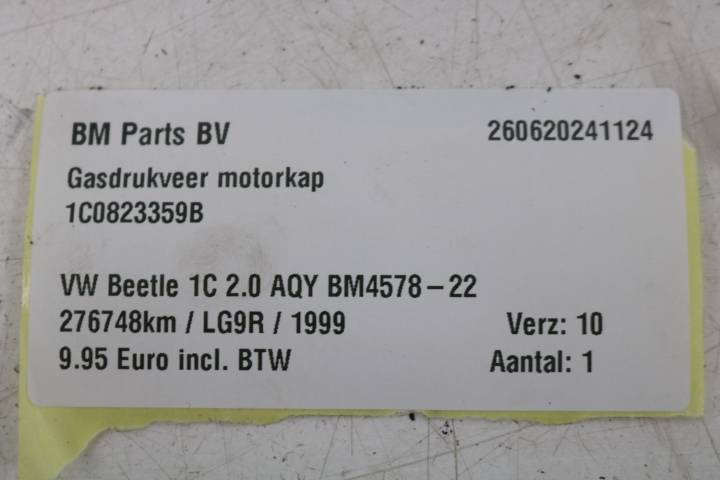 BM Parts BV 260620241124
Gasdrukveer motorkap
1C0823359B
VW Beetle 1C 2.0 AQY BM4578-22
276748km / LG9R / 1999 Verz: 10
9.95 Euro incl. BTW Aantal: 1